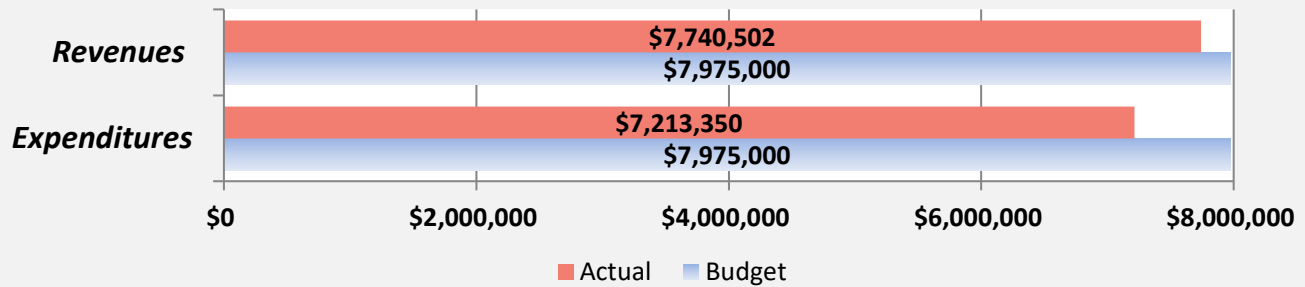 Revenues
$7,740,502
$7,975,000
Expenditures
$7,213,350
$7,975,000
$0 $2,000,000 $4,000,000 $6,000,000 $8,000,000
Actual Budget